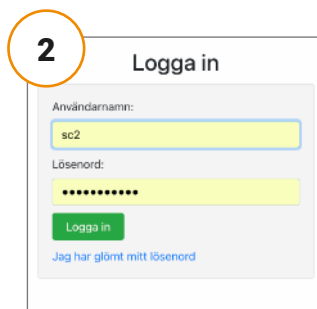 2
Logga in
Användarnamn:
sc2
Lösenord:
•••••••••••
Logga in
Jag har glömt mitt lösenord